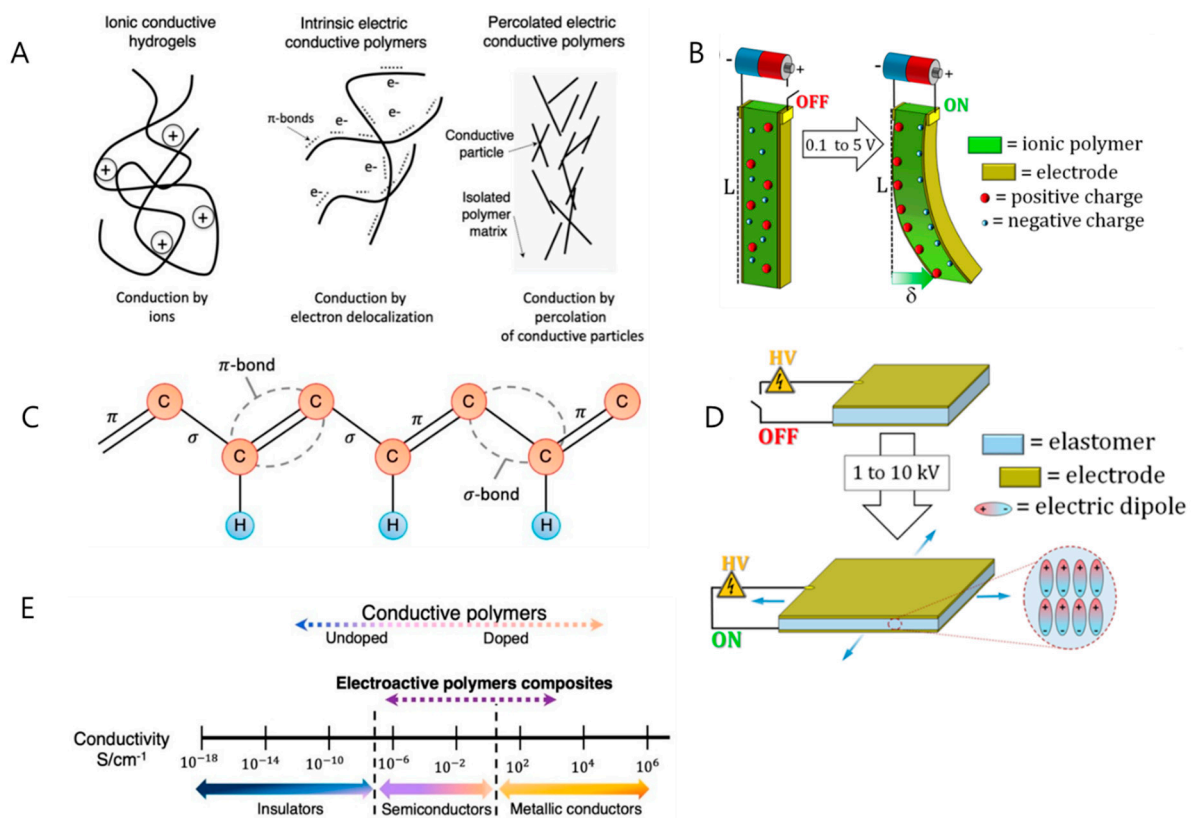 A
Ionic conductive
hydrogels
Intrinsic electric
conductive polymers
Percolated electric
conductive polymers
π-bonds
e-
e-
e-
e-
e-
e-
Conductive
particle
Isolated
polymer
matrix
+
+
+
+
Conduction by
ions
Conduction by
electron delocalization
Conduction by
percolation
of conductive particles
B
- +
OFF
L
0.1 to 5 V
- +
ON
L
δ
= ionic polymer
= electrode
= positive charge
= negative charge
C
π-bond
π C σ C σ π C π C
C C C
σ-bond
H H H
D
HV
OFF
1 to 10 kV
= elastomer
= electrode
+ - = electric dipole
HV
ON
+ + + +
- - - -
+ + + +
- - - -
E
Conductive polymers
Undoped Doped
Electroactive polymers composites
Conductivity
S/cm⁻¹
10⁻¹⁸ 10⁻¹⁴ 10⁻¹⁰ 10⁻⁶ 10⁻² 10² 10⁴ 10⁶
Insulators Semiconductors Metallic conductors